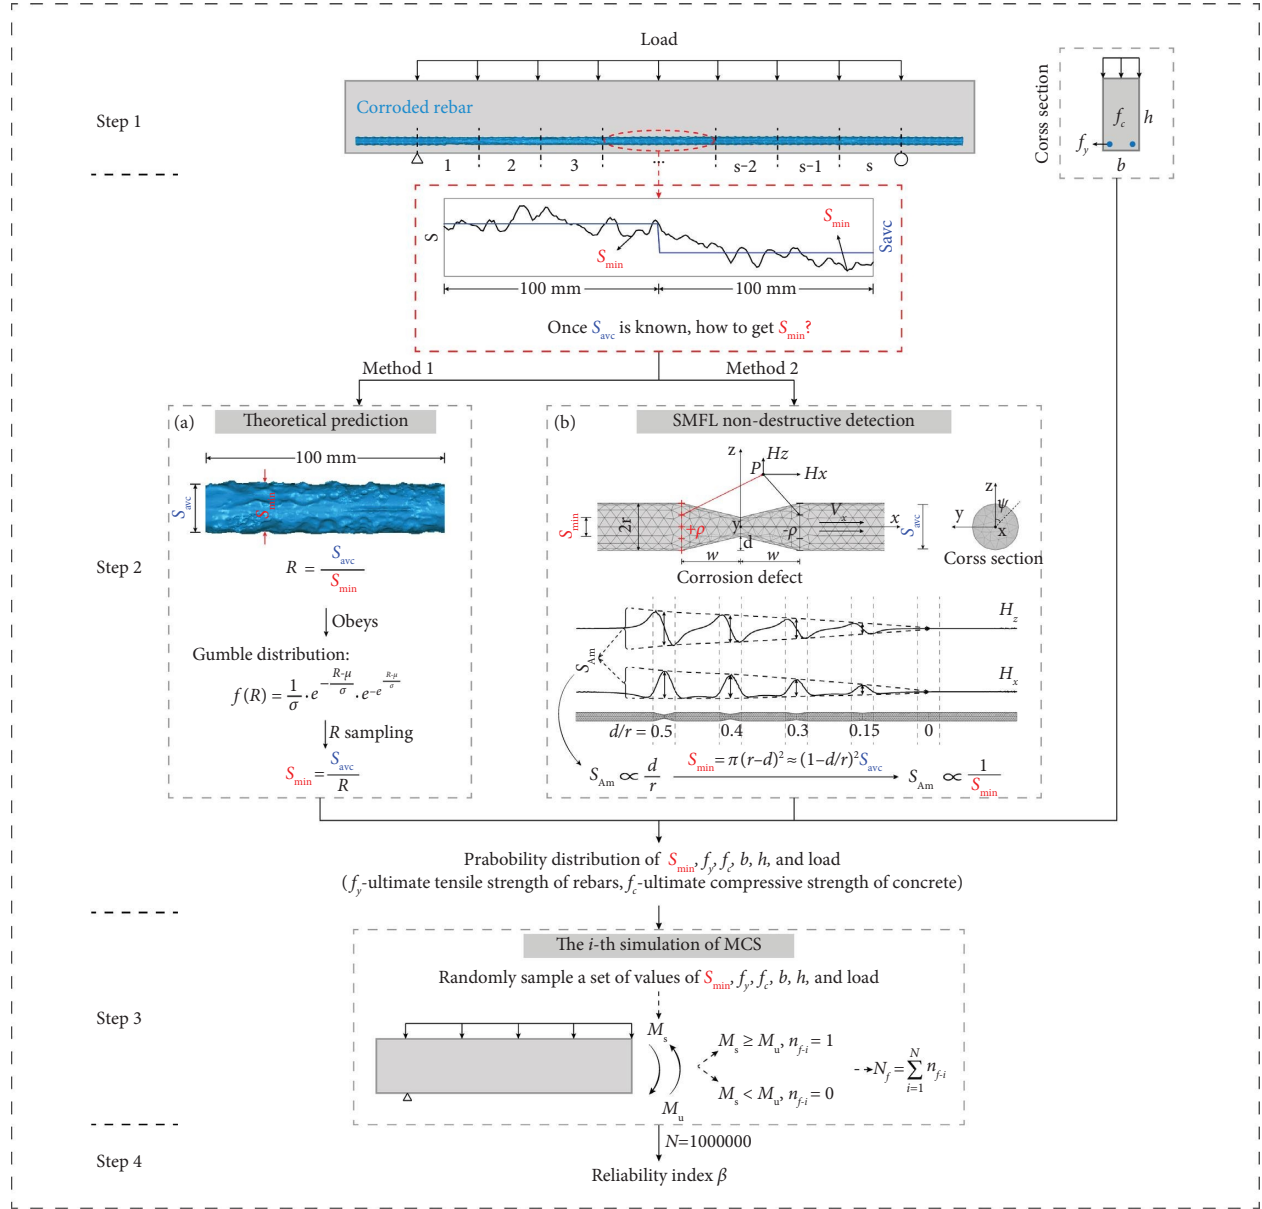 Load
Step 1
Corroded rebar
1 2 3 ... s-2 s-1 s
Corss section
f_c h
f_y
b
S
S_min
S_min
Savc
100 mm 100 mm
Once S_avc is known, how to get S_min?
Method 1 Method 2
Step 2
(a) Theoretical prediction
100 mm
S_avc S_min
R = S_avc / S_min
Obeys
Gumble distribution:
f(R) = 1/σ · e^{-(R-μ)/σ} · e^{-e^{(R-μ)/σ}}
R sampling
S_min = S_avc / R
(b) SMFL non-destructive detection
z Hz
P Hx
S_min 2r +ρ y -ρ V_x x S_avc
d
w w
Corrosion defect
z ψ
y x
Corss section
H_z
S_Am
H_x
d/r = 0.5 0.4 0.3 0.15 0
S_Am ∝ d/r S_min = π(r-d)² ≈ (1-d/r)²S_avc S_Am ∝ 1/S_min
Prabobility distribution of S_min, f_y, f_c, b, h, and load
(f_y-ultimate tensile strength of rebars, f_c-ultimate compressive strength of concrete)
Step 3
The i-th simulation of MCS
Randomly sample a set of values of S_min, f_y, f_c, b, h, and load
M_s
M_u
M_s ≥ M_u, n_{f-i} = 1
M_s < M_u, n_{f-i} = 0
N_f = ∑_{i=1}^{N} n_{f-i}
N=1000000
Step 4
Reliability index β